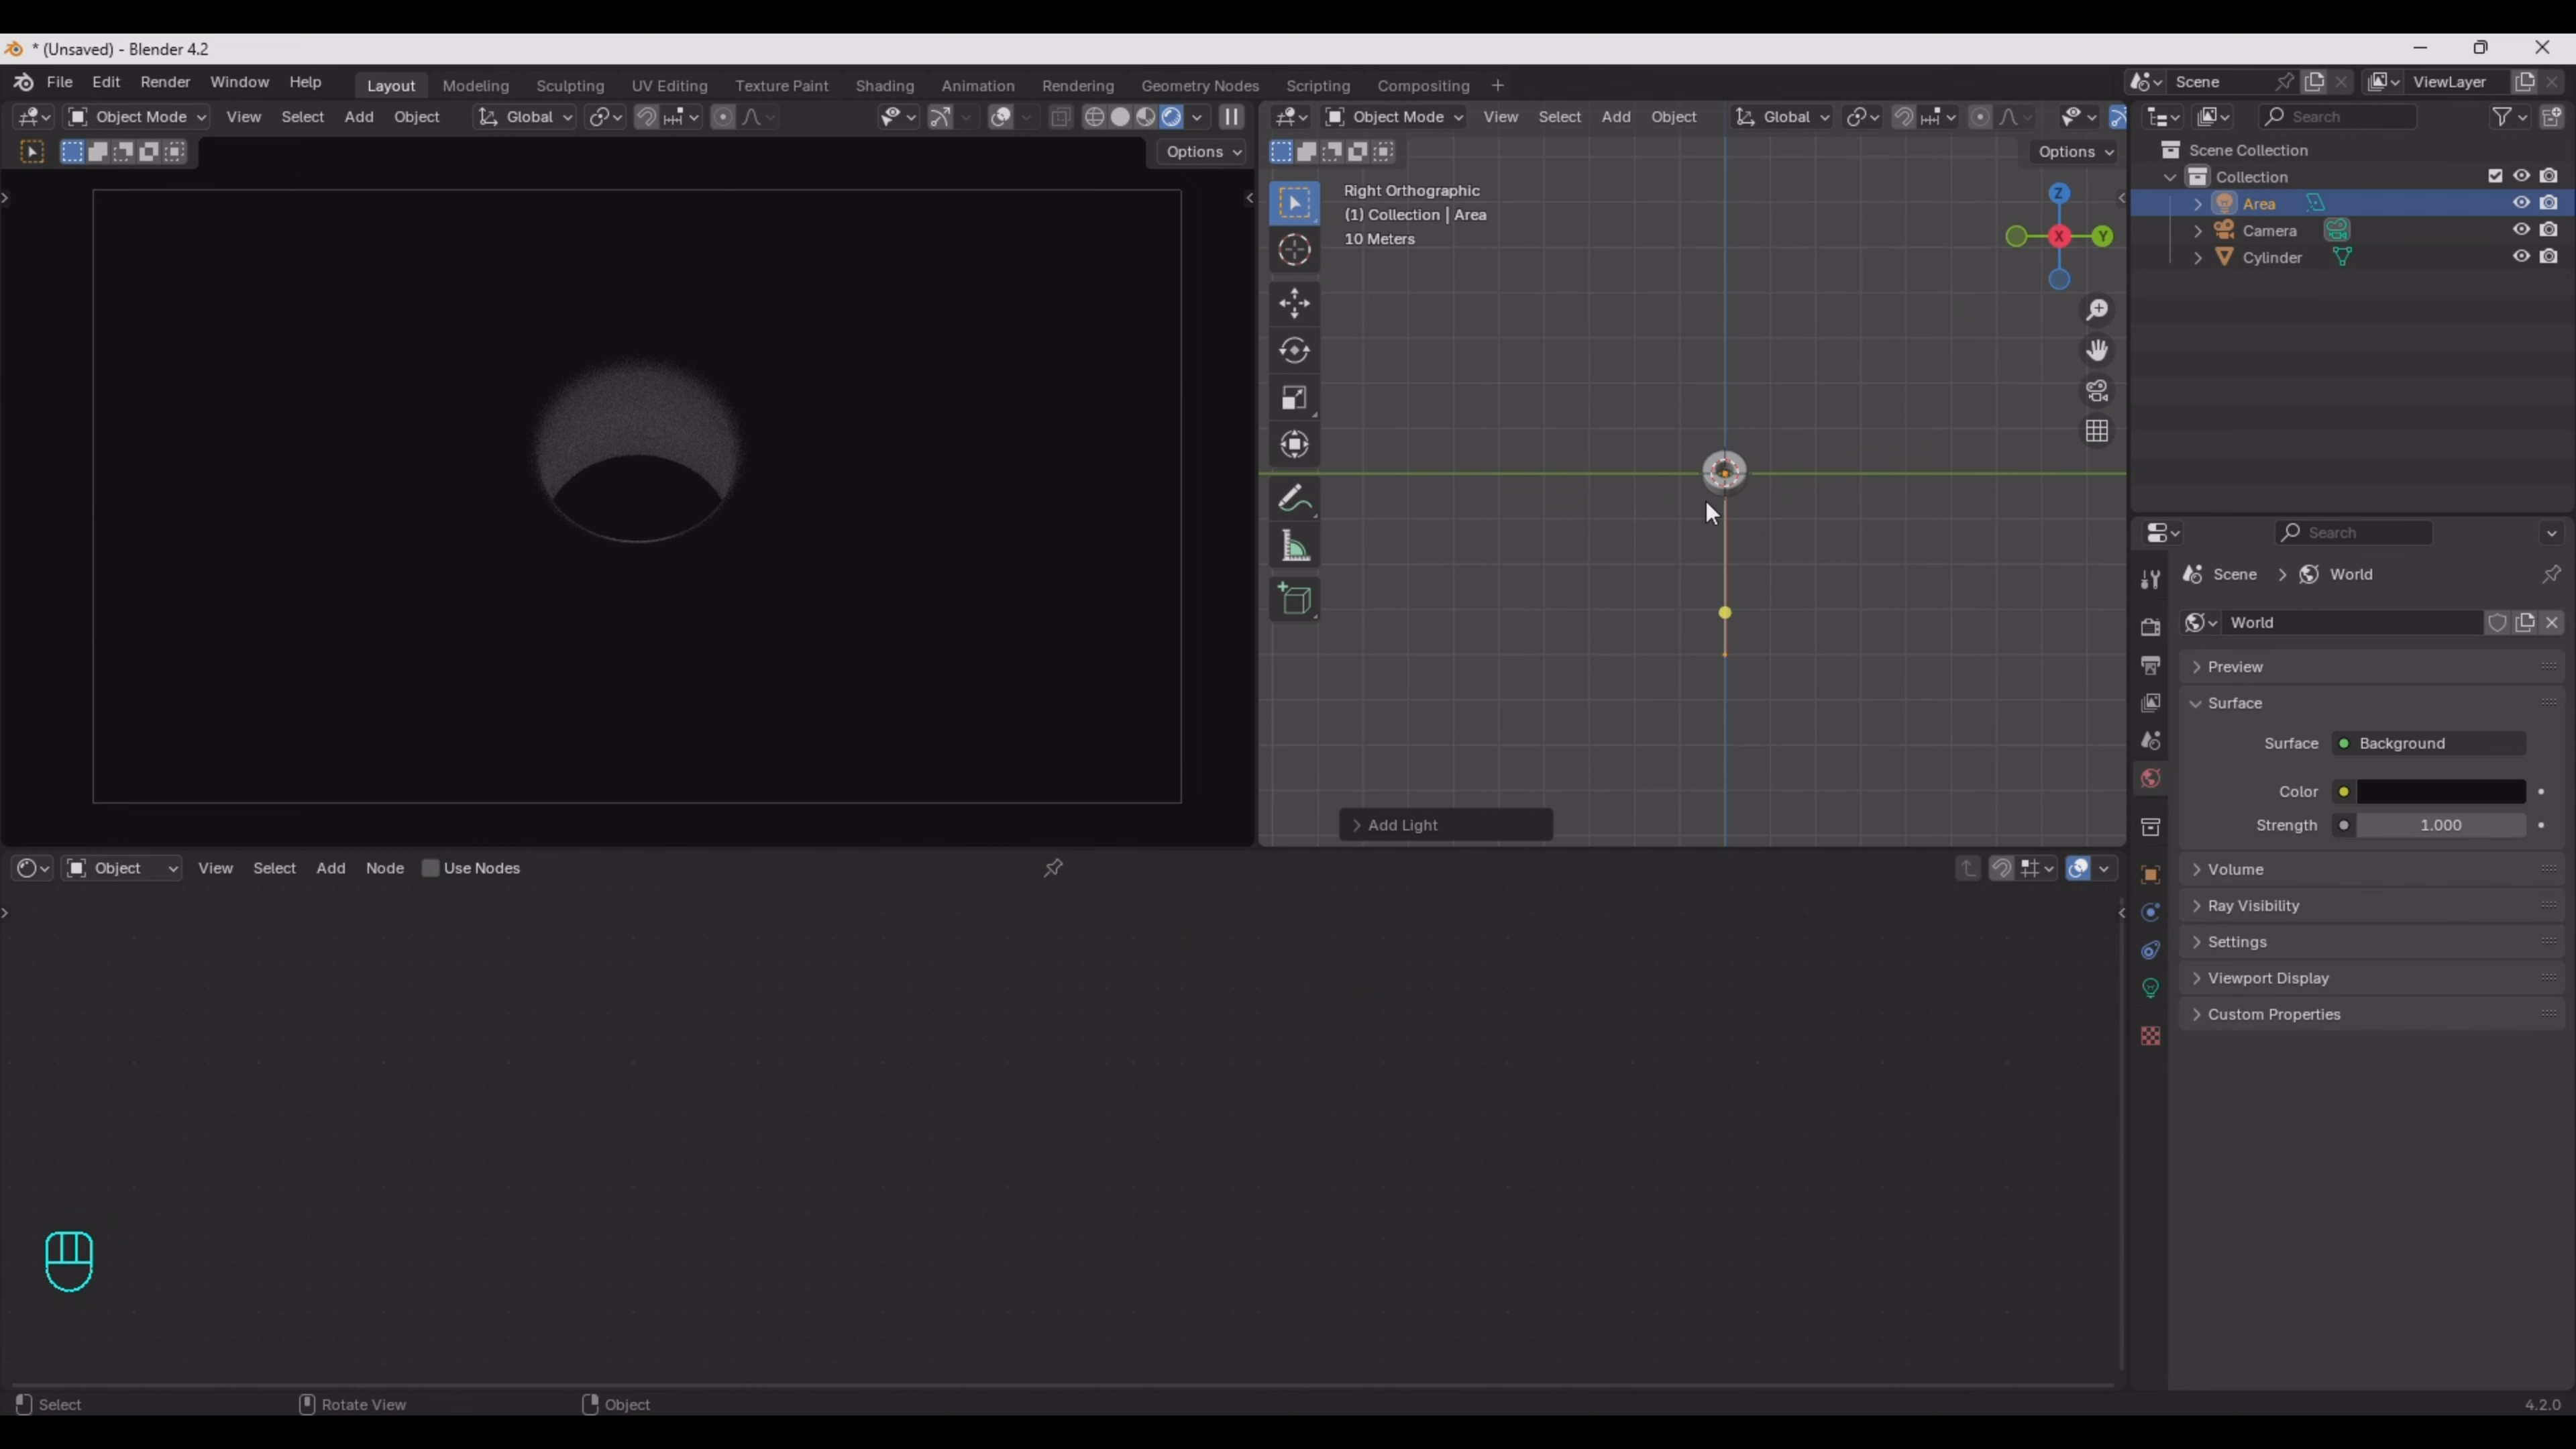 * (Unsaved) - Blender 4.2
File Edit Render Window Help Layout Modeling Sculpting UV Editing Texture Paint Shading Animation Rendering Geometry Nodes Scripting Compositing + Scene ViewLayer
Object Mode View Select Add Object Global
Options
Object Mode View Select Add Object Global
Options
Right Orthographic
(1) Collection | Area
10 Meters
Z
X
Y
Add Light
Search
Scene Collection
Collection
Area
Camera
Cylinder
Search
Scene > World
World
Preview
Surface
Surface Background
Color
Strength 1.000
Volume
Ray Visibility
Settings
Viewport Display
Custom Properties
Object View Select Add Node Use Nodes
Select Rotate View Object 4.2.0